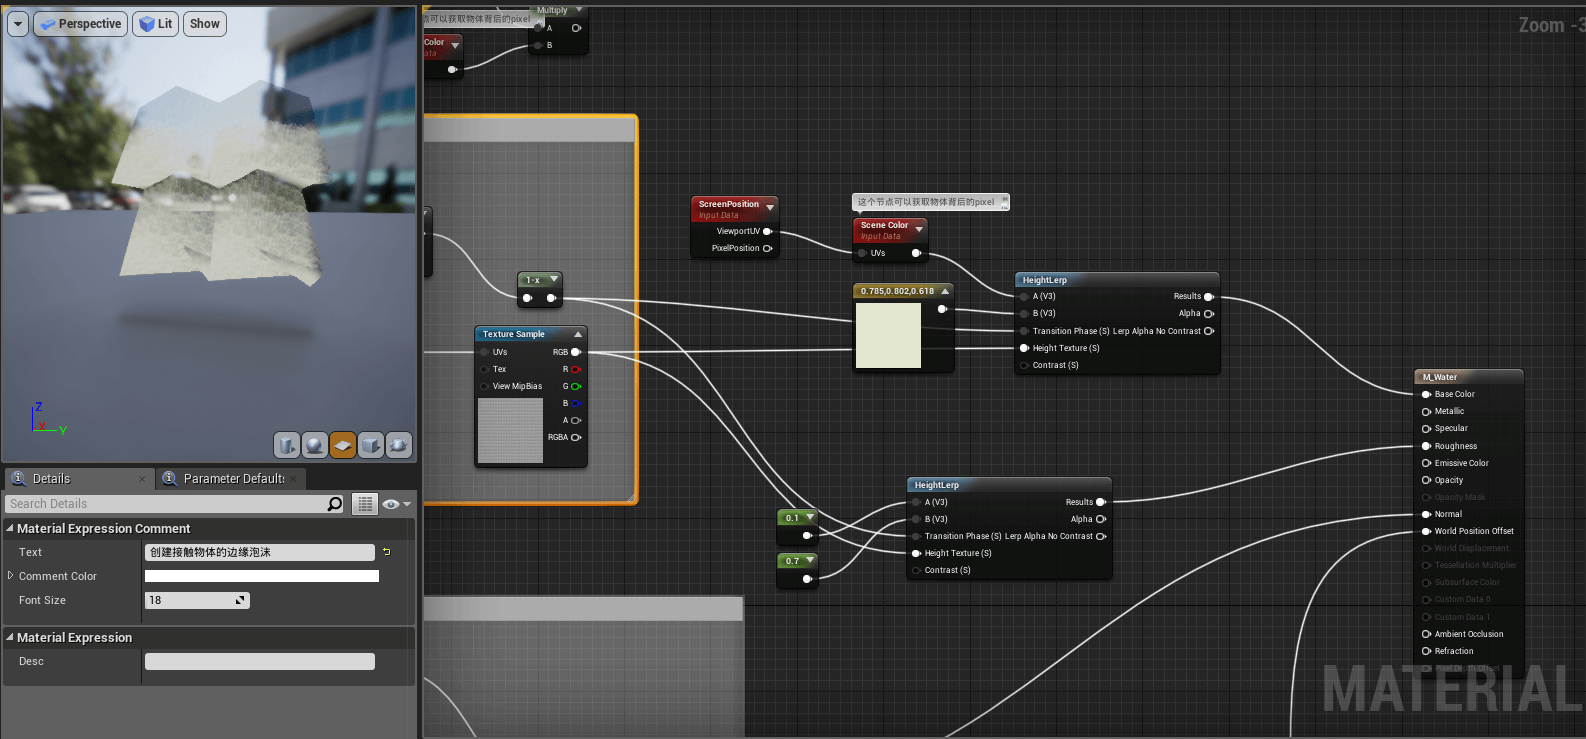 Perspective
Lit
Show
Zoom -3
点可以获取物体背后的pixel
Multiply
A
B
Color
ScreenPosition
Input Data
ViewportUV
PixelPosition
这个节点可以获取物体背后的pixel
Scene Color
Input Data
UVs
1-x
0.785,0.802,0.618
HeightLerp
A (V3)
Results
B (V3)
Alpha
Transition Phase (S) Lerp Alpha No Contrast
Height Texture (S)
Contrast (S)
Texture Sample
UVs
RGB
Tex
R
View MipBias
G
B
A
RGBA
HeightLerp
A (V3)
Results
B (V3)
Alpha
Transition Phase (S) Lerp Alpha No Contrast
Height Texture (S)
Contrast (S)
0.1
0.7
M_Water
Base Color
Metallic
Specular
Roughness
Emissive Color
Opacity
Opacity Mask
Normal
World Position Offset
World Displacement
Tessellation Multiplier
Subsurface Color
Custom Data 0
Custom Data 1
Ambient Occlusion
Refraction
Pixel Depth Offset
MATERIAL
Z
Y
Details
Parameter Default
Search Details
Material Expression Comment
Text
创建接触物体的边缘泡沫
Comment Color
Font Size
18
Material Expression
Desc